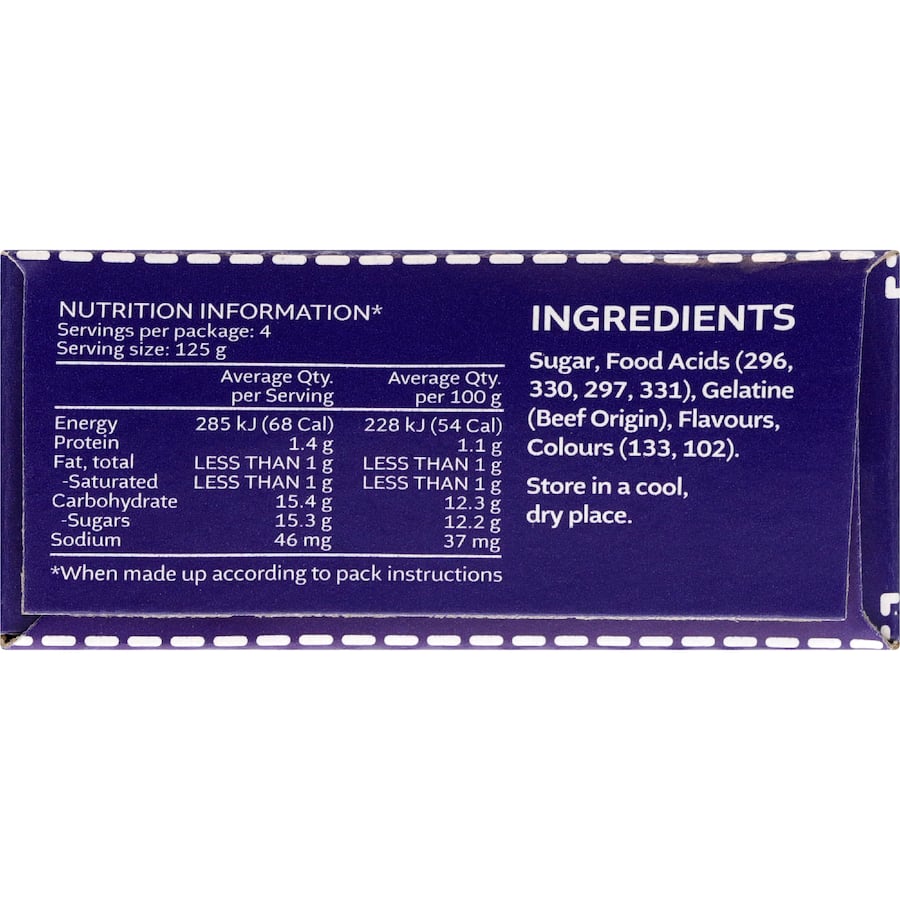 NUTRITION INFORMATION*
Servings per package: 4
Serving size: 125 g
Average Qty. per Serving Average Qty. per 100 g
Energy 285 kJ (68 Cal) 228 kJ (54 Cal)
Protein 1.4 g 1.1 g
Fat, total LESS THAN 1 g LESS THAN 1 g
-Saturated LESS THAN 1 g LESS THAN 1 g
Carbohydrate 15.4 g 12.3 g
-Sugars 15.3 g 12.2 g
Sodium 46 mg 37 mg
*When made up according to pack instructions
INGREDIENTS
Sugar, Food Acids (296,
330, 297, 331), Gelatine
(Beef Origin), Flavours,
Colours (133, 102).
Store in a cool,
dry place.